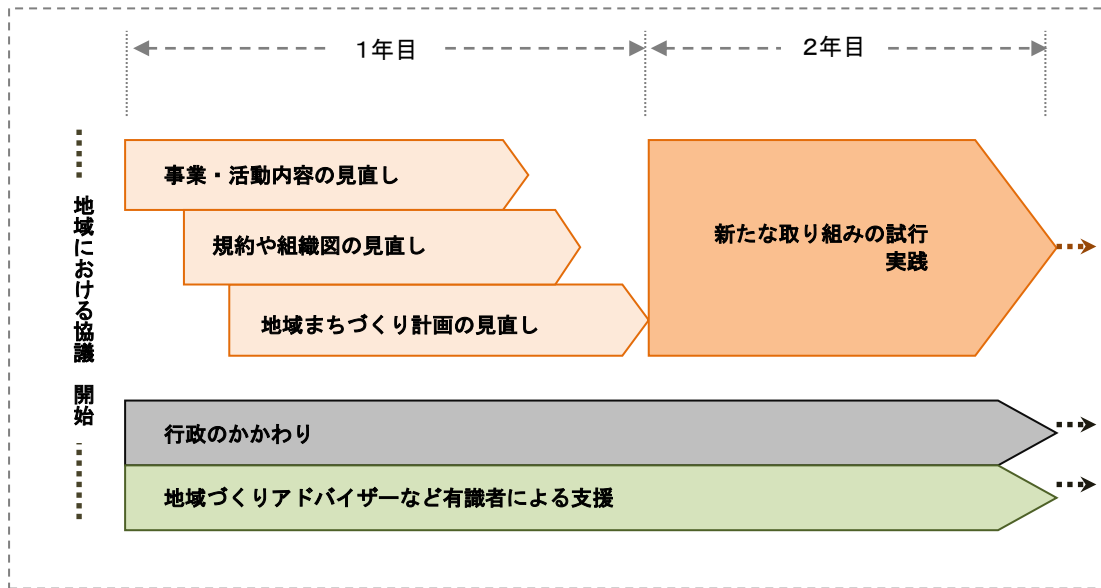 1年目
2年目
地域における協議 開始
事業・活動内容の見直し
規約や組織図の見直し
地域まちづくり計画の見直し
新たな取り組みの試行
実践
行政のかかわり
地域づくりアドバイザーなど有識者による支援